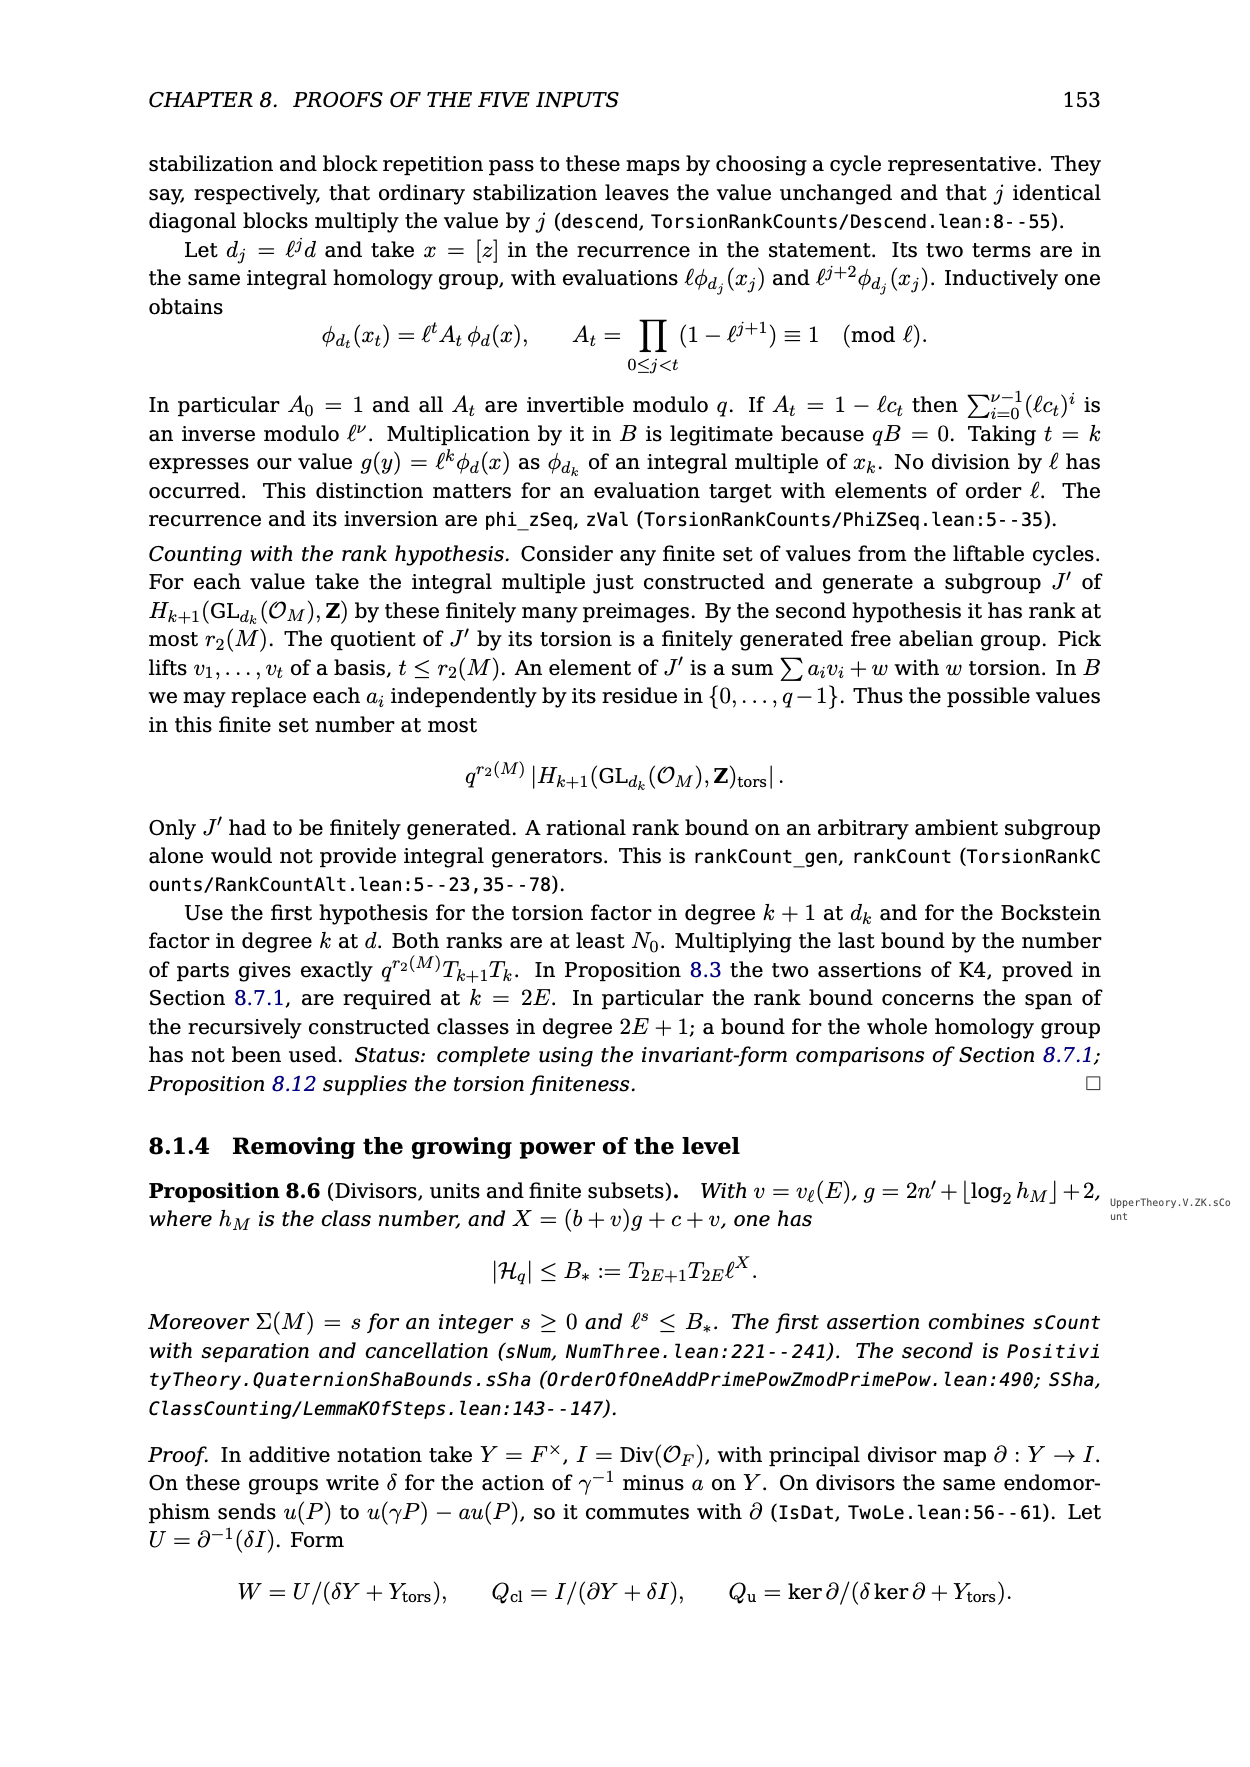 CHAPTER 8. PROOFS OF THE FIVE INPUTS 153
stabilization and block repetition pass to these maps by choosing a cycle representative. They
say, respectively, that ordinary stabilization leaves the value unchanged and that j identical
diagonal blocks multiply the value by j (descend, TorsionRankCounts/Descend.lean:8--55).
Let d_j = ℓ^j d and take x = [z] in the recurrence in the statement. Its two terms are in
the same integral homology group, with evaluations ℓϕ_{d_j}(x_j) and ℓ^{j+2}ϕ_{d_j}(x_j). Inductively one
obtains
ϕ_{d_t}(x_t) = ℓ^t A_t ϕ_d(x), A_t = ∏_{0≤j<t} (1 − ℓ^{j+1}) ≡ 1 (mod ℓ).
In particular A_0 = 1 and all A_t are invertible modulo q. If A_t = 1 − ℓc_t then ∑_{i=0}^{ν−1}(ℓc_t)^i is
an inverse modulo ℓ^ν. Multiplication by it in B is legitimate because qB = 0. Taking t = k
expresses our value g(y) = ℓ^k ϕ_d(x) as ϕ_{d_k} of an integral multiple of x_k. No division by ℓ has
occurred. This distinction matters for an evaluation target with elements of order ℓ. The
recurrence and its inversion are phi_zSeq, zVal (TorsionRankCounts/PhiZSeq.lean:5--35).
Counting with the rank hypothesis. Consider any finite set of values from the liftable cycles.
For each value take the integral multiple just constructed and generate a subgroup J′ of
H_{k+1}(GL_{d_k}(𝒪_M), Z) by these finitely many preimages. By the second hypothesis it has rank at
most r_2(M). The quotient of J′ by its torsion is a finitely generated free abelian group. Pick
lifts v_1, . . . , v_t of a basis, t ≤ r_2(M). An element of J′ is a sum ∑ a_i v_i + w with w torsion. In B
we may replace each a_i independently by its residue in {0, . . . , q−1}. Thus the possible values
in this finite set number at most
q^{r_2(M)} |H_{k+1}(GL_{d_k}(𝒪_M), Z)_{tors}| .
Only J′ had to be finitely generated. A rational rank bound on an arbitrary ambient subgroup
alone would not provide integral generators. This is rankCount_gen, rankCount (TorsionRankC
ounts/RankCountAlt.lean:5--23,35--78).
Use the first hypothesis for the torsion factor in degree k + 1 at d_k and for the Bockstein
factor in degree k at d. Both ranks are at least N_0. Multiplying the last bound by the number
of parts gives exactly q^{r_2(M)}T_{k+1}T_k. In Proposition 8.3 the two assertions of K4, proved in
Section 8.7.1, are required at k = 2E. In particular the rank bound concerns the span of
the recursively constructed classes in degree 2E + 1; a bound for the whole homology group
has not been used. Status: complete using the invariant-form comparisons of Section 8.7.1;
Proposition 8.12 supplies the torsion finiteness. □
8.1.4 Removing the growing power of the level
Proposition 8.6 (Divisors, units and finite subsets). With v = v_ℓ(E), g = 2n′ + ⌊log_2 h_M⌋ + 2,
where h_M is the class number, and X = (b + v)g + c + v, one has
UpperTheory.V.ZK.sCo
unt
|ℋ_q| ≤ B_* := T_{2E+1}T_{2E}ℓ^X.
Moreover Σ(M) = s for an integer s ≥ 0 and ℓ^s ≤ B_*. The first assertion combines sCount
with separation and cancellation (sNum, NumThree.lean:221--241). The second is Positivi
tyTheory.QuaternionShaBounds.sSha (OrderOfOneAddPrimePowZmodPrimePow.lean:490; SSha,
ClassCounting/LemmaKOfSteps.lean:143--147).
Proof. In additive notation take Y = F^×, I = Div(𝒪_F), with principal divisor map ∂ : Y → I.
On these groups write δ for the action of γ^{−1} minus a on Y. On divisors the same endomor-
phism sends u(P) to u(γP) − au(P), so it commutes with ∂ (IsDat, TwoLe.lean:56--61). Let
U = ∂^{−1}(δI). Form
W = U/(δY + Y_{tors}), Q_{cl} = I/(∂Y + δI), Q_u = ker ∂/(δ ker ∂ + Y_{tors}).